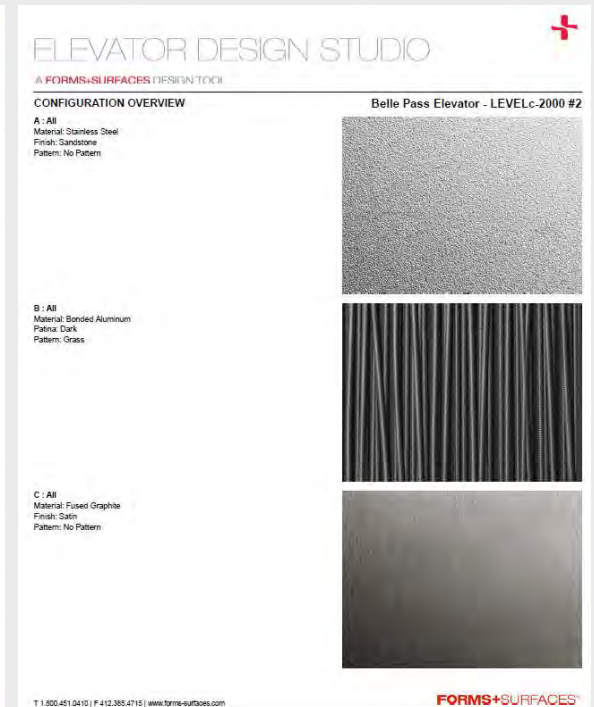 ELEVATOR DESIGN STUDIO
A FORMS+SURFACES DESIGN TOOL
CONFIGURATION OVERVIEW
Belle Pass Elevator - LEVELc-2000 #2
A : All
Material: Stainless Steel
Finish: Sandstone
Pattern: No Pattern
B : All
Material: Bonded Aluminum
Patina: Dark
Pattern: Grass
C : All
Material: Fused Graphite
Finish: Satin
Pattern: No Pattern
T 1.800.451.0410 | F 412.385.4715 | www.forms-surfaces.com
FORMS+SURFACES®